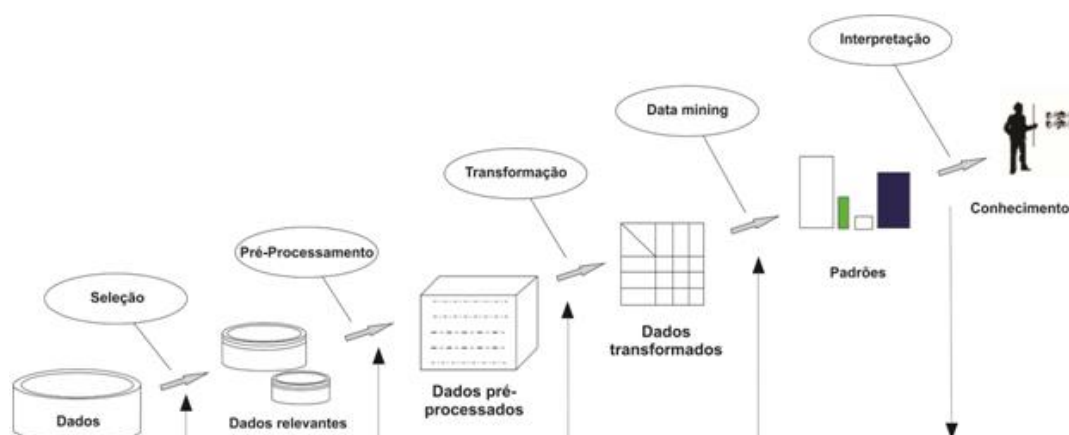 Interpretação
Data mining
Transformação
Pré-Processamento
Seleção
Conhecimento
Padrões
Dados
transformados
Dados pré-
processados
Dados relevantes
Dados